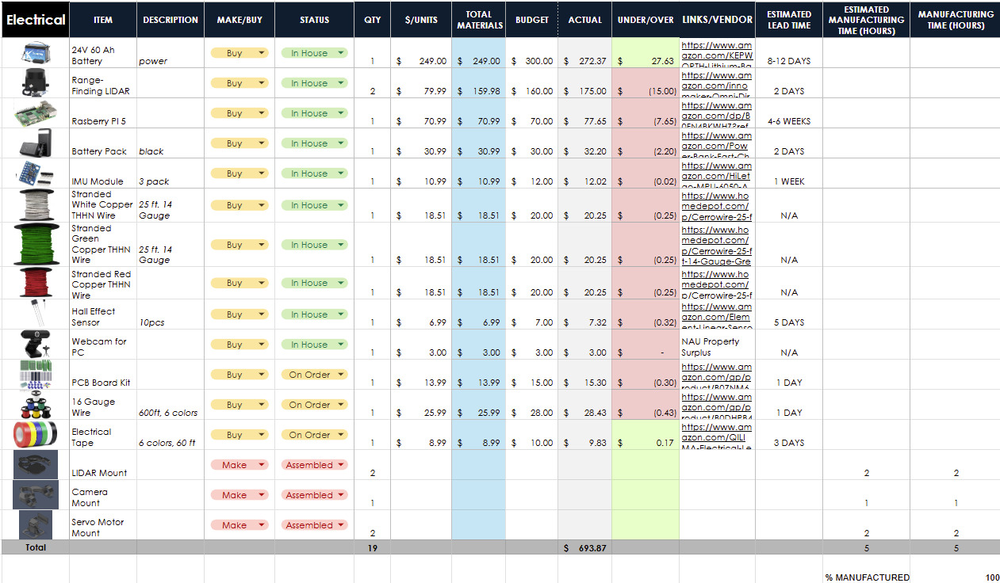 Electrical ITEM DESCRIPTION MAKE/BUY STATUS QTY $/UNITS TOTAL MATERIALS BUDGET ACTUAL UNDER/OVER LINKS/VENDOR ESTIMATED LEAD TIME ESTIMATED MANUFACTURING TIME (HOURS) MANUFACTURING TIME (HOURS)
24V 60 Ah Battery power Buy In House 1 $ 249.00 $ 249.00 $ 300.00 $ 272.37 $ 27.63 https://www.amazon.com/KEPWORTH-Lithium-Ba 8-12 DAYS
Range-Finding LIDAR Buy In House 2 $ 79.99 $ 159.98 $ 160.00 $ 175.00 $ (15.00) https://www.amazon.com/innomaker-Omni-Dir 2 DAYS
Rasberry PI 5 Buy In House 1 $ 70.99 $ 70.99 $ 70.00 $ 77.65 $ (7.65) https://www.amazon.com/dp/B 4-6 WEEKS
Battery Pack black Buy In House 1 $ 30.99 $ 30.99 $ 30.00 $ 32.20 $ (2.20) https://www.amazon.com/Power-Bank-Fast-Ch 2 DAYS
IMU Module 3 pack Buy In House 1 $ 10.99 $ 10.99 $ 12.00 $ 12.02 $ (0.02) https://www.amazon.com/HiLetgo-MPU-6050-A 1 WEEK
Stranded White Copper THHN Wire 25 ft. 14 Gauge Buy In House 1 $ 18.51 $ 18.51 $ 20.00 $ 20.25 $ (0.25) https://www.homedepot.com/p/Cerrowire-25-f N/A
Stranded Green Copper THHN Wire 25 ft. 14 Gauge Buy In House 1 $ 18.51 $ 18.51 $ 20.00 $ 20.25 $ (0.25) https://www.homedepot.com/p/Cerrowire-25-ft-14-Gauge-Gre N/A
Stranded Red Copper THHN Wire Buy In House 1 $ 18.51 $ 18.51 $ 20.00 $ 20.25 $ (0.25) https://www.homedepot.com/p/Cerrowire-25-f N/A
Hall Effect Sensor 10pcs Buy In House 1 $ 6.99 $ 6.99 $ 7.00 $ 7.32 $ (0.32) https://www.amazon.com/Element-Linear-Senso 5 DAYS
Webcam for PC Buy In House 1 $ 3.00 $ 3.00 $ 3.00 $ 3.00 $ - NAU Property Surplus N/A
PCB Board Kit Buy On Order 1 $ 13.99 $ 13.99 $ 15.00 $ 15.30 $ (0.30) https://www.amazon.com/gp/product/B07NM6 1 DAY
16 Gauge Wire 600ft, 6 colors Buy On Order 1 $ 25.99 $ 25.99 $ 28.00 $ 28.43 $ (0.43) https://www.amazon.com/gp/product/B0DHPB4 1 DAY
Electrical Tape 6 colors, 60 ft Buy On Order 1 $ 8.99 $ 8.99 $ 10.00 $ 9.83 $ 0.17 https://www.amazon.com/QILIMA-Electrical-Le 3 DAYS
LIDAR Mount Make Assembled 2 2 2
Camera Mount Make Assembled 1 1 1
Servo Motor Mount Make Assembled 2 2 2
Total 19 $ 693.87 5 5
% MANUFACTURED 100